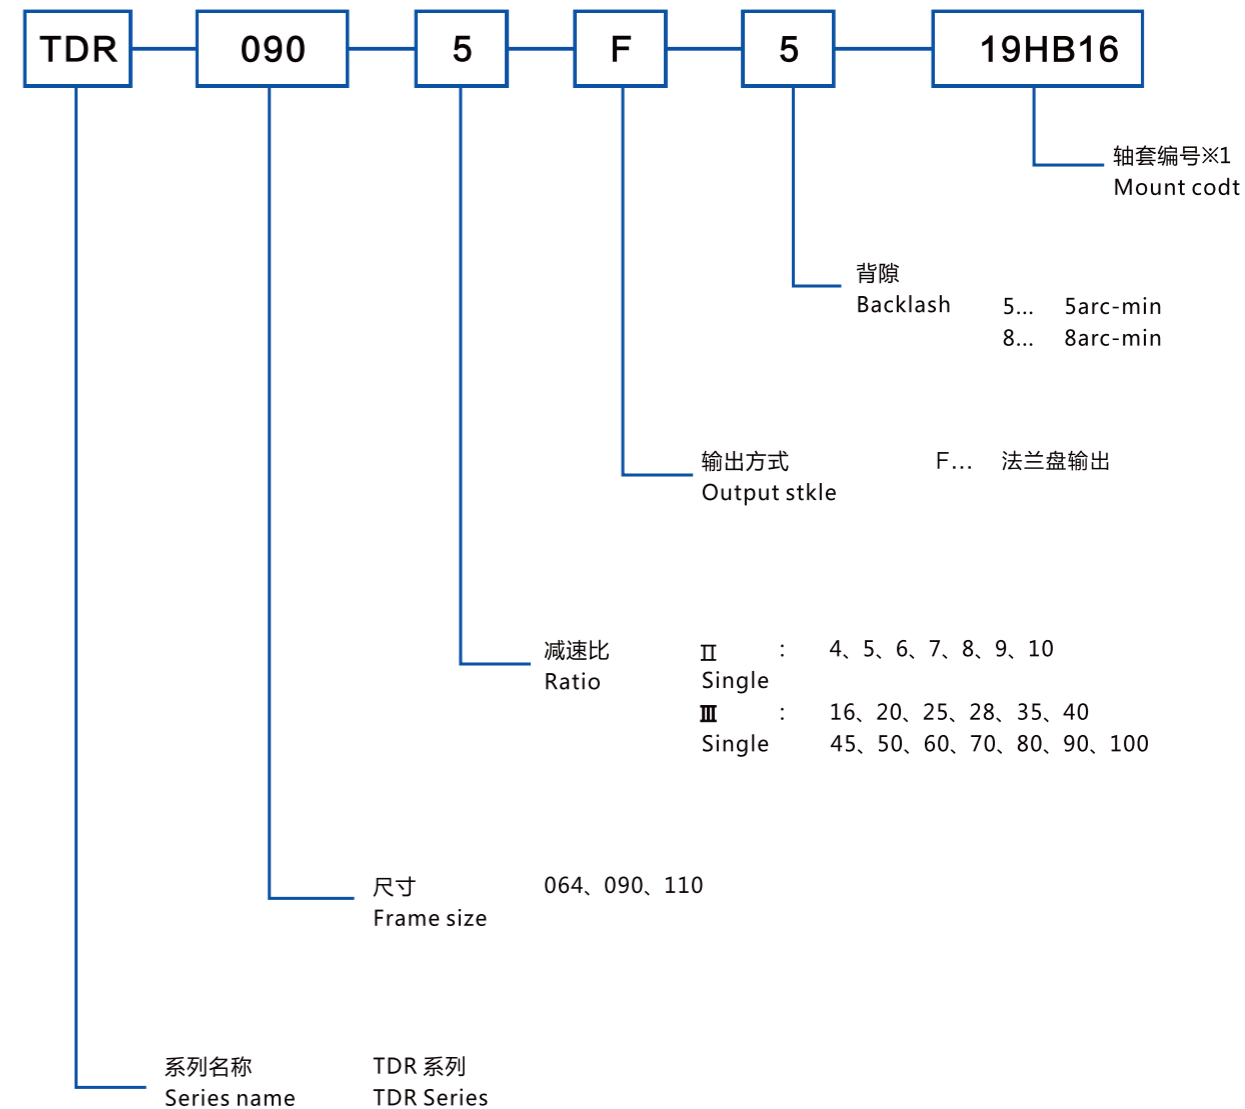 TDR 090 5 F 5 19HB16
轴套编号※1
Mount codt
背隙
Backlash 5... 5arc-min
8... 8arc-min
输出方式 F... 法兰盘输出
Output stkle
减速比 Ⅱ : 4、5、6、7、8、9、10
Ratio Single
Ⅲ : 16、20、25、28、35、40
Single 45、50、60、70、80、90、100
尺寸 064、090、110
Frame size
系列名称 TDR 系列
Series name TDR Series